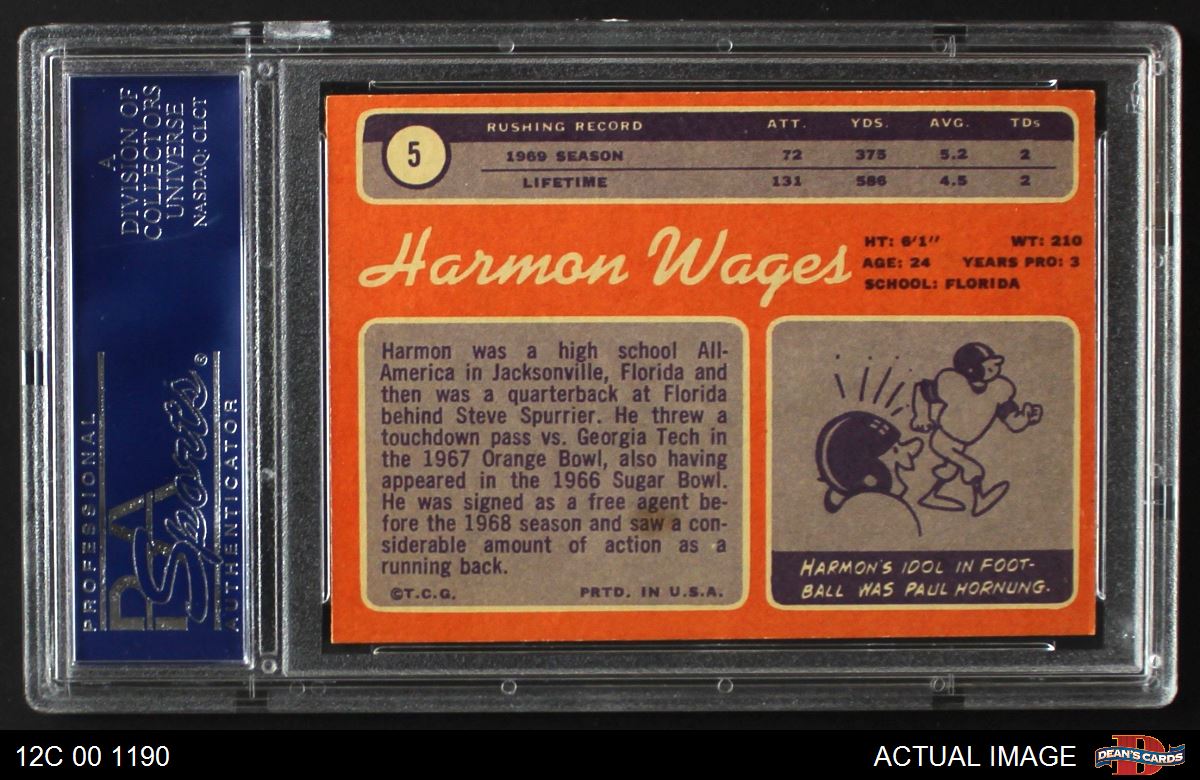 A
DIVISION OF
COLLECTORS
UNIVERSE
NASDAQ: CLCT
PROFESSIONAL
PSA
Sports®
AUTHENTICATOR
5
RUSHING RECORD ATT. YDS. AVG. TDs
1969 SEASON 72 375 5.2 2
LIFETIME 131 586 4.5 2
Harmon Wages
HT: 6'1" WT: 210
AGE: 24 YEARS PRO: 3
SCHOOL: FLORIDA
Harmon was a high school All-
America in Jacksonville, Florida and
then was a quarterback at Florida
behind Steve Spurrier. He threw a
touchdown pass vs. Georgia Tech in
the 1967 Orange Bowl, also having
appeared in the 1966 Sugar Bowl.
He was signed as a free agent be-
fore the 1968 season and saw a con-
siderable amount of action as a
running back.
©T.C.G. PRTD. IN U.S.A.
HARMON'S IDOL IN FOOT-
BALL WAS PAUL HORNUNG.
12C 00 1190
ACTUAL IMAGE
D
DEAN'S CARDS